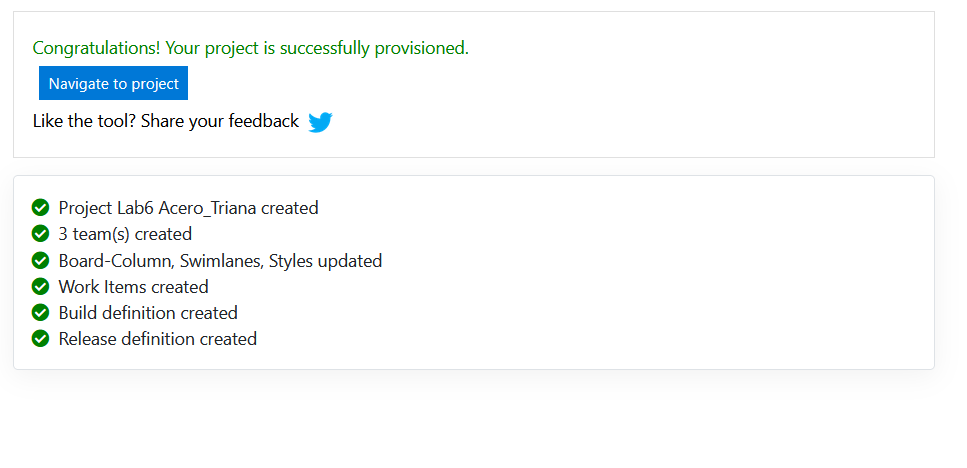 Congratulations! Your project is successfully provisioned.
Navigate to project
Like the tool? Share your feedback
Project Lab6 Acero_Triana created
3 team(s) created
Board-Column, Swimlanes, Styles updated
Work Items created
Build definition created
Release definition created